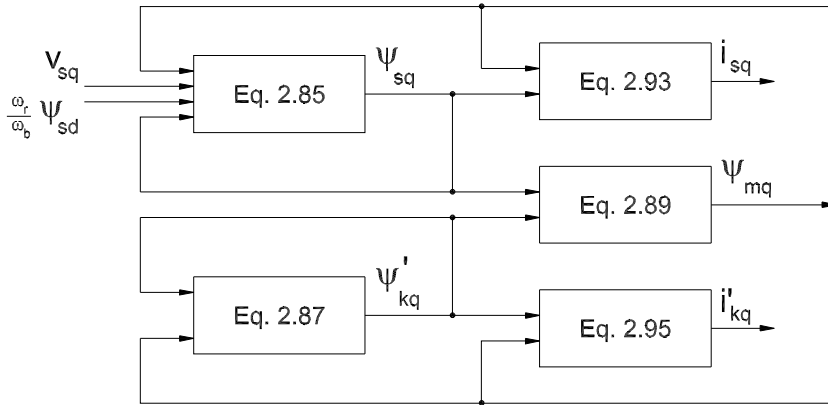 v_sq
ω_r/ω_b ψ_sd
Eq. 2.85
ψ_sq
Eq. 2.93
i_sq
Eq. 2.89
ψ_mq
Eq. 2.87
ψ'_kq
Eq. 2.95
i'_kq